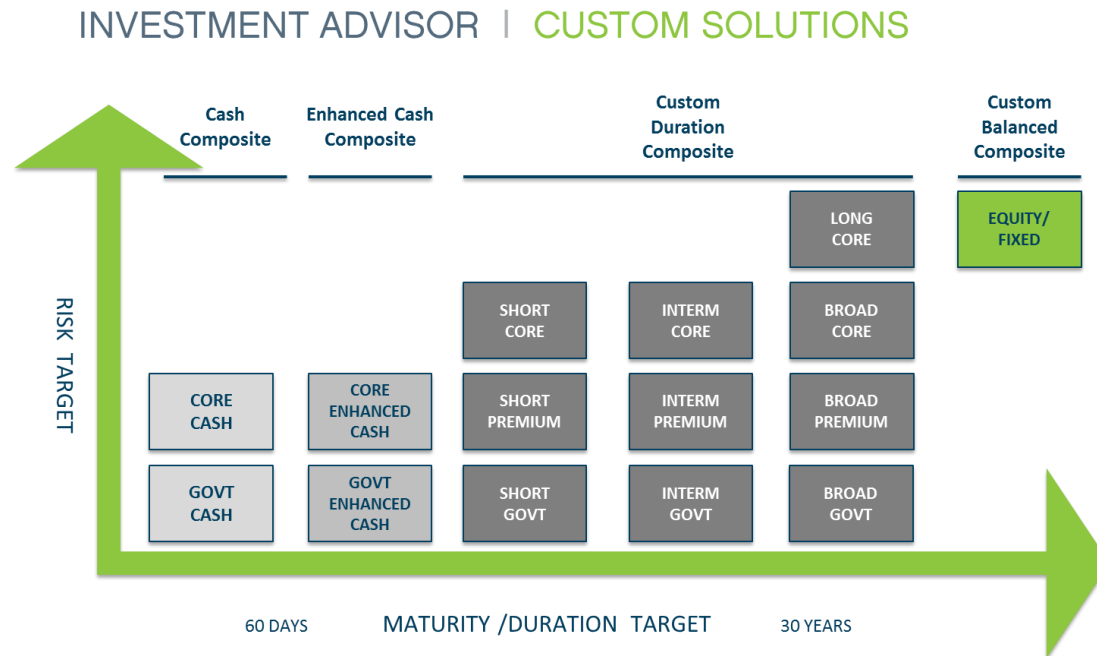 INVESTMENT ADVISOR | CUSTOM SOLUTIONS
Cash
Composite
Enhanced Cash
Composite
Custom
Duration
Composite
Custom
Balanced
Composite
LONG
CORE
EQUITY/
FIXED
SHORT
CORE
INTERM
CORE
BROAD
CORE
CORE
CASH
CORE
ENHANCED
CASH
SHORT
PREMIUM
INTERM
PREMIUM
BROAD
PREMIUM
GOVT
CASH
GOVT
ENHANCED
CASH
SHORT
GOVT
INTERM
GOVT
BROAD
GOVT
RISK TARGET
60 DAYS
MATURITY /DURATION TARGET
30 YEARS